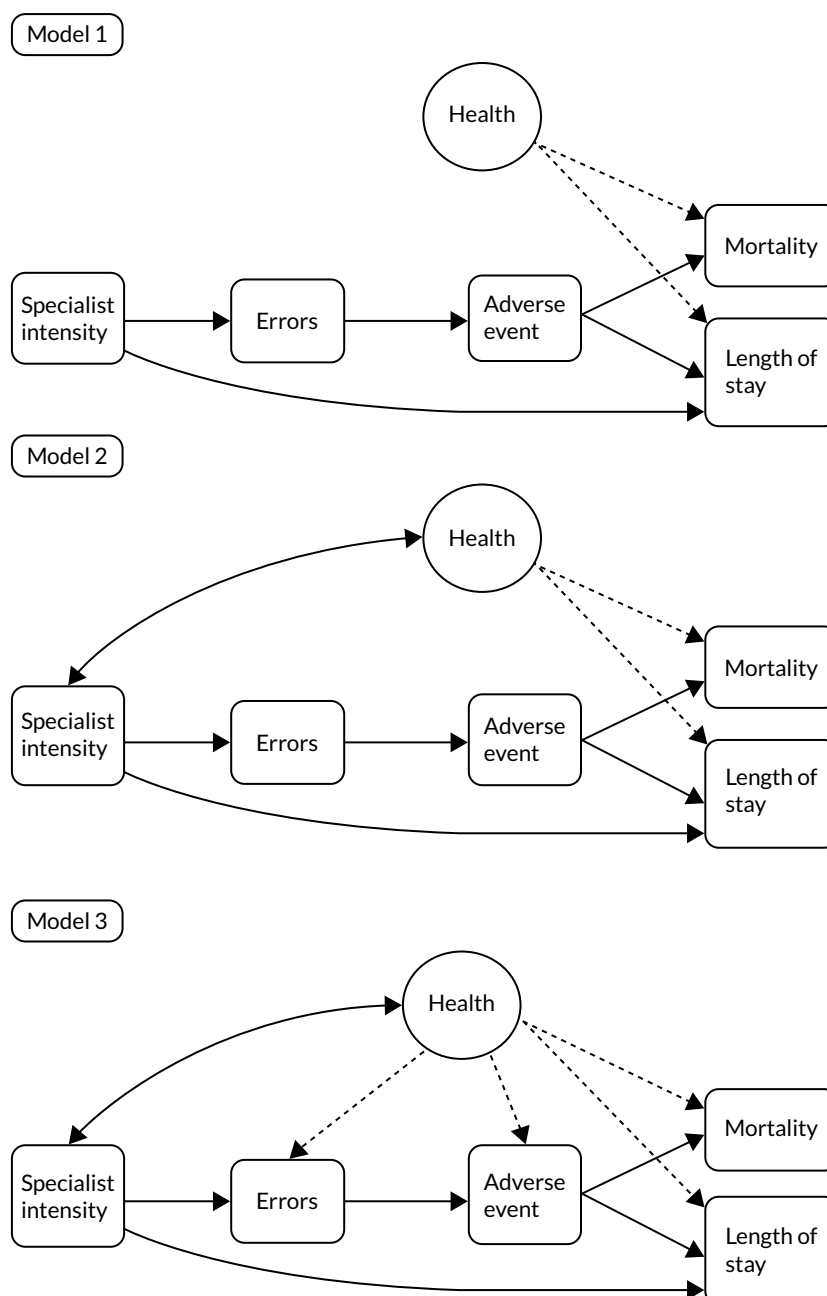 Model 1
Health
Mortality
Specialist
intensity
Errors
Adverse
event
Length of
stay
Model 2
Health
Mortality
Specialist
intensity
Errors
Adverse
event
Length of
stay
Model 3
Health
Mortality
Specialist
intensity
Errors
Adverse
event
Length of
stay